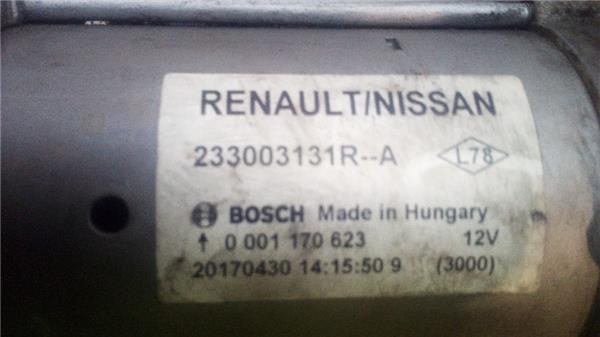 RENAULT/NISSAN
233003131R--A L78
BOSCH Made in Hungary
0 001 170 623 12V
20170430 14:15:50 9 (3000)